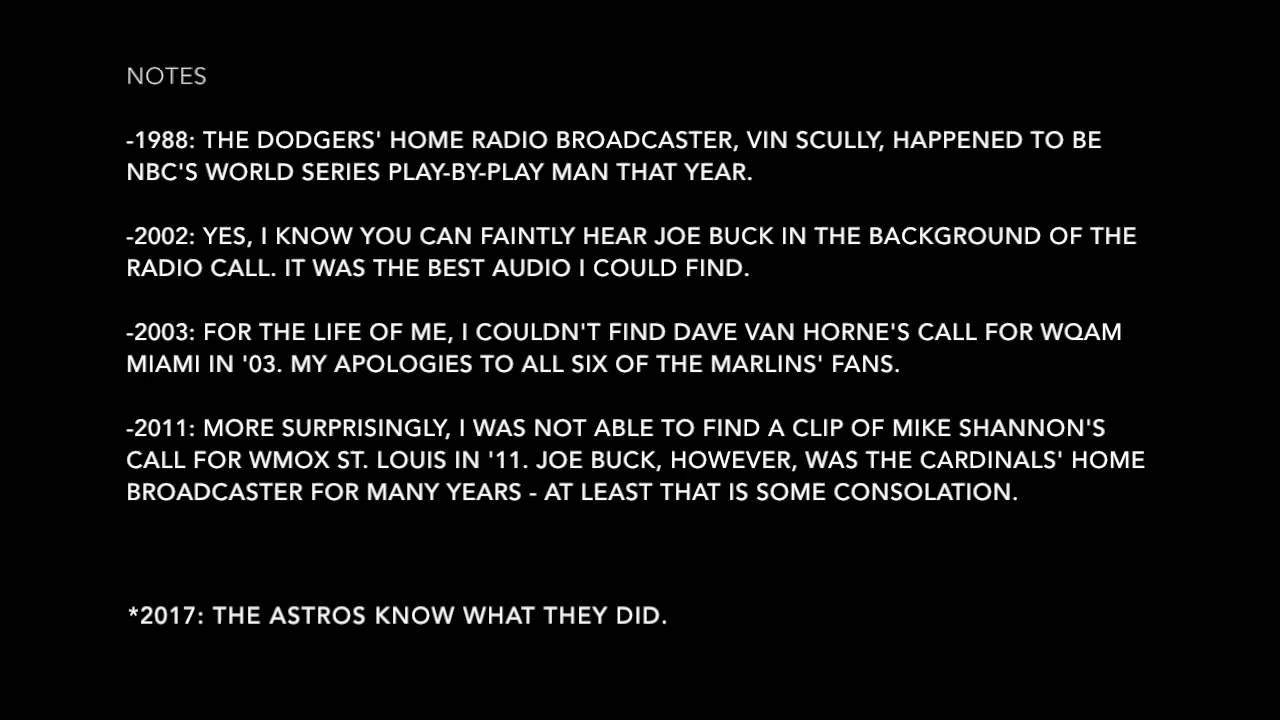 NOTES
-1988: THE DODGERS' HOME RADIO BROADCASTER, VIN SCULLY, HAPPENED TO BE
NBC'S WORLD SERIES PLAY-BY-PLAY MAN THAT YEAR.
-2002: YES, I KNOW YOU CAN FAINTLY HEAR JOE BUCK IN THE BACKGROUND OF THE
RADIO CALL. IT WAS THE BEST AUDIO I COULD FIND.
-2003: FOR THE LIFE OF ME, I COULDN'T FIND DAVE VAN HORNE'S CALL FOR WQAM
MIAMI IN '03. MY APOLOGIES TO ALL SIX OF THE MARLINS' FANS.
-2011: MORE SURPRISINGLY, I WAS NOT ABLE TO FIND A CLIP OF MIKE SHANNON'S
CALL FOR WMOX ST. LOUIS IN '11. JOE BUCK, HOWEVER, WAS THE CARDINALS' HOME
BROADCASTER FOR MANY YEARS - AT LEAST THAT IS SOME CONSOLATION.
*2017: THE ASTROS KNOW WHAT THEY DID.